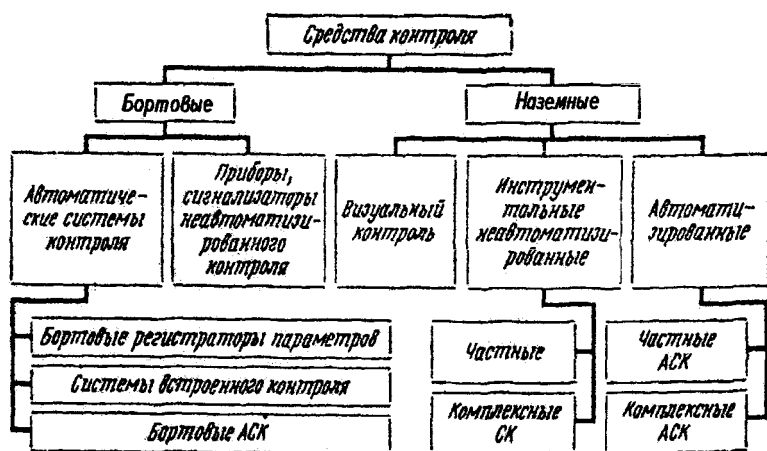 Средства контроля
Бортовые
Наземные
Автоматиче-
ские системы
контроля
Приборы,
сигнализаторы
неавтоматизи-
рованного
контроля
Визуальный
контроль
Инструмен-
тальные
неавтоматизи-
рованные
Автомати-
зированные
Бортовые регистраторы параметров
Системы встроенного контроля
Бортовые АСК
Частные
Комплексные
СК
Частные
АСК
Комплексные
АСК